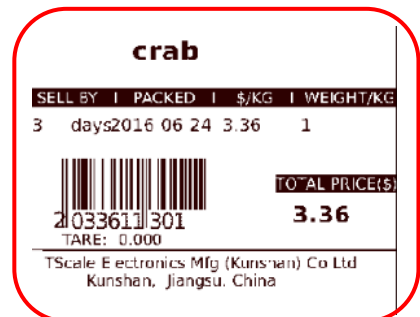 crab
SELL BY | PACKED | $/KG | WEIGHT/KG
3 days2016 06 24 3.36 1
TOTAL PRICE($)
3.36
2 033611 301
TARE: 0.000
TScale Electronics Mfg (Kunshan) Co Ltd
Kunshan, Jiangsu. China